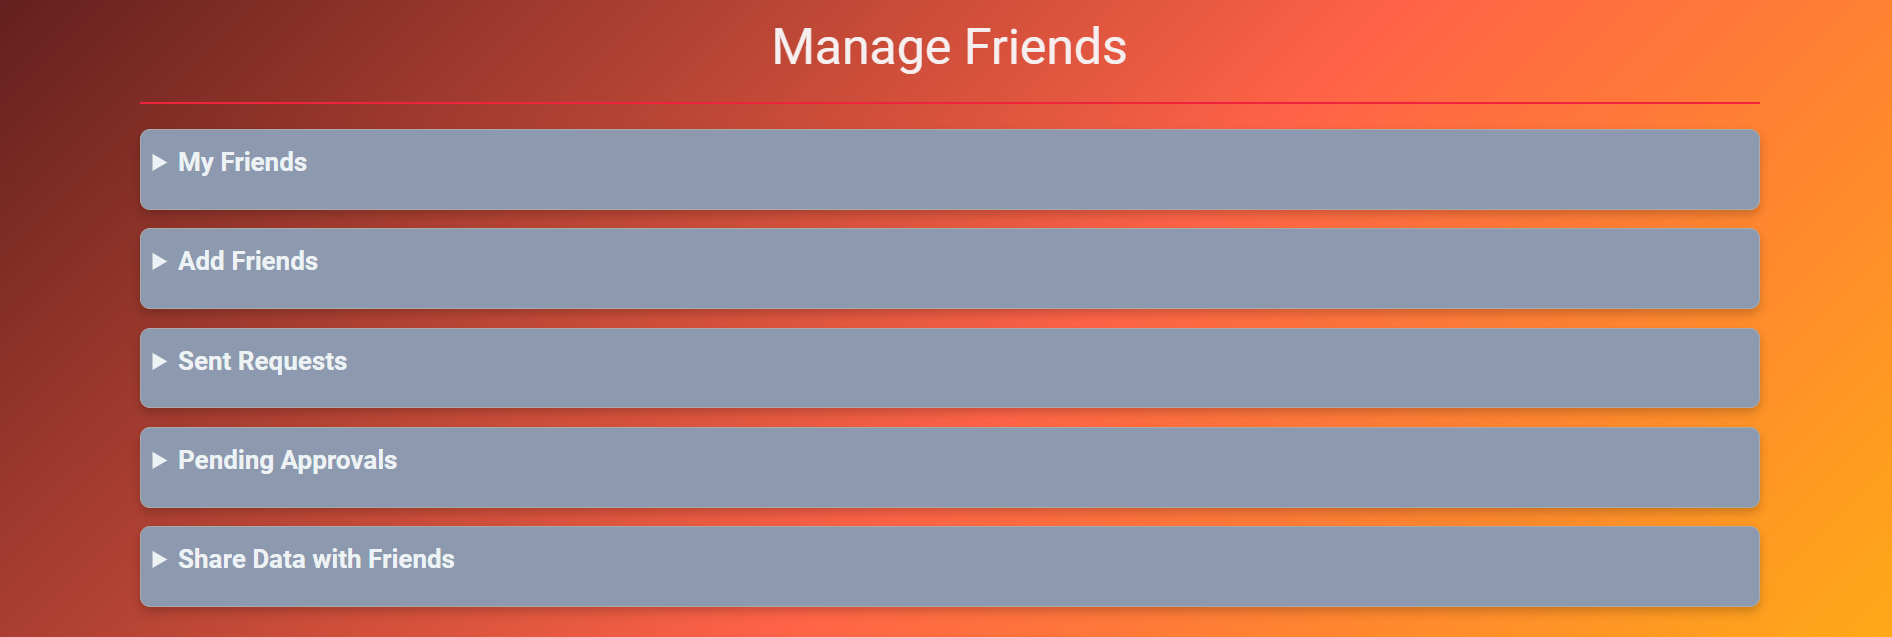 Manage Friends
My Friends
Add Friends
Sent Requests
Pending Approvals
Share Data with Friends